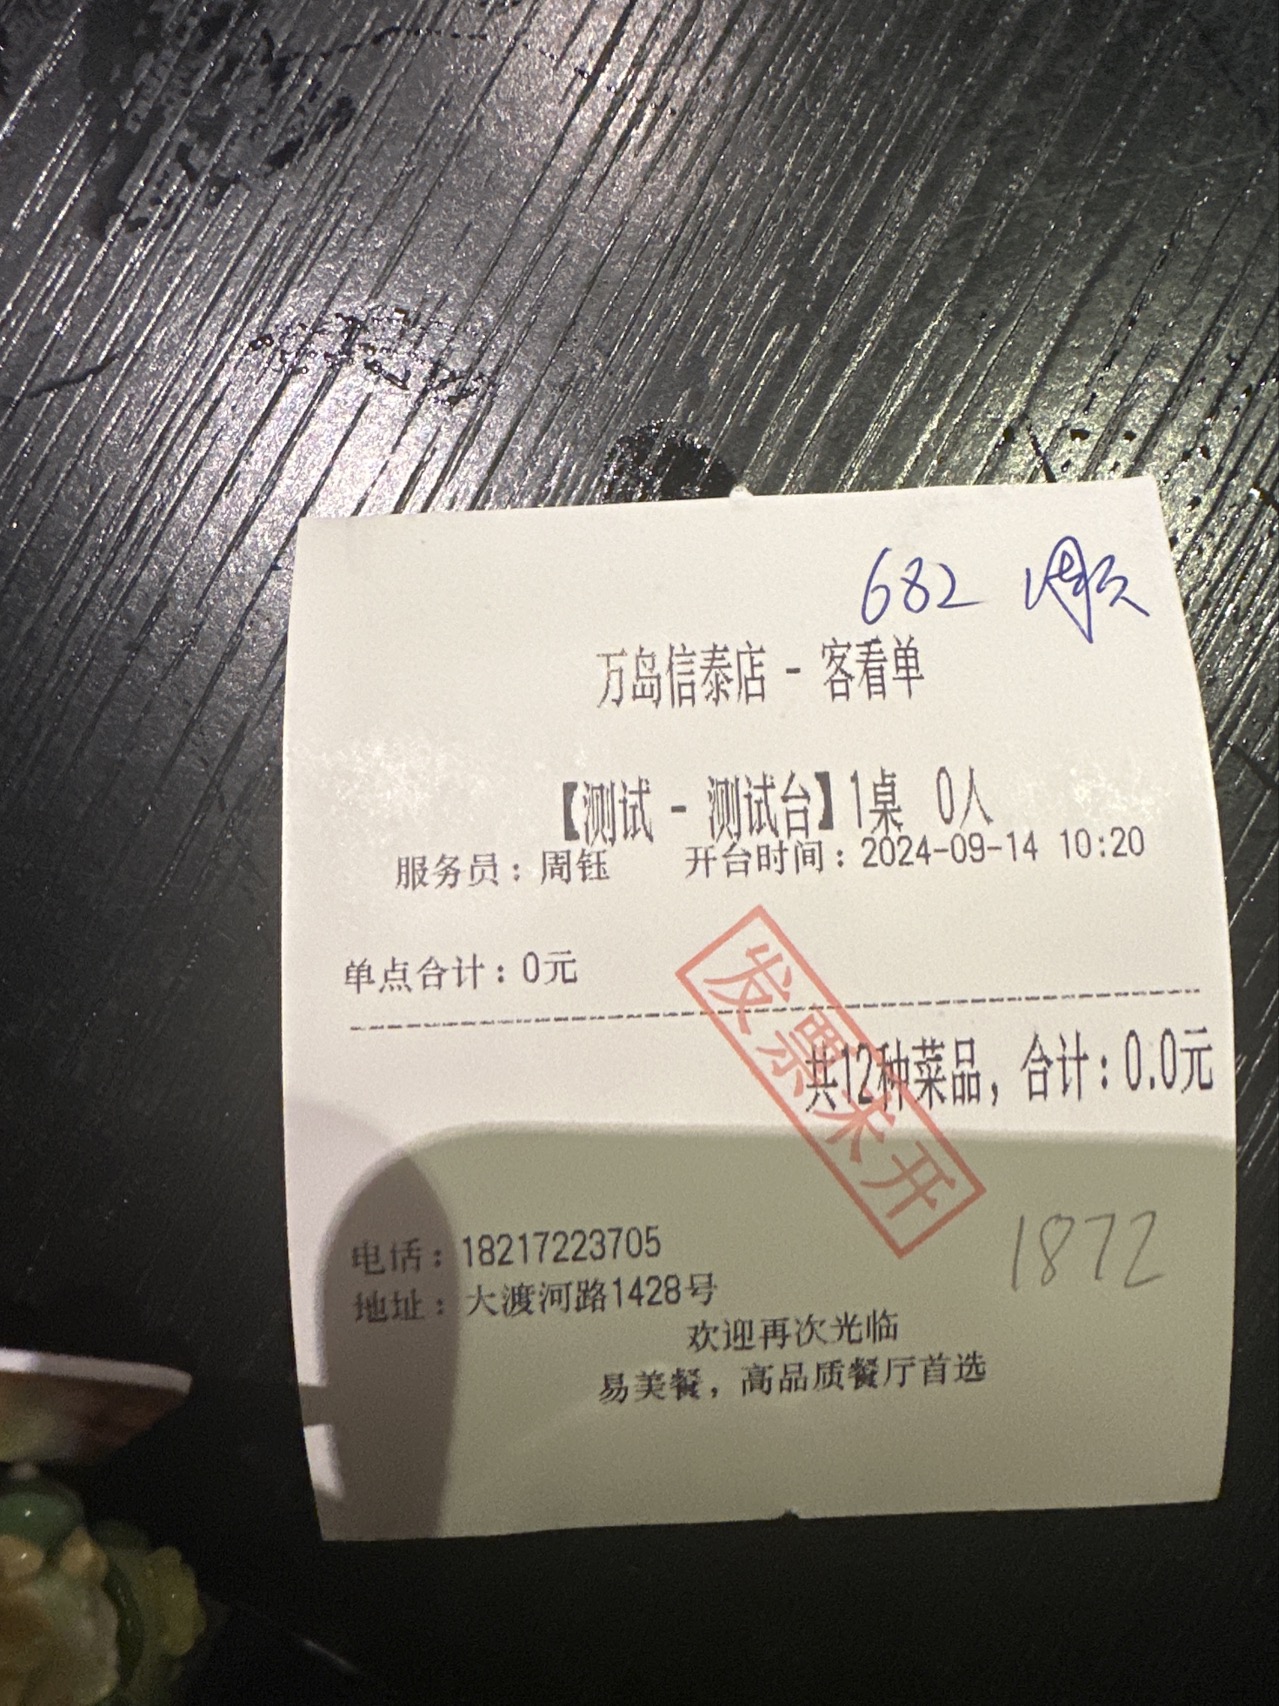 682
万岛信泰店 - 客看单
【测试 - 测试台】1桌 0人
服务员：周钰 开台时间：2024-09-14 10:20
单点合计：0元
共12种菜品，合计：0.0元
发票未开
1872
电话：18217223705
地址：大渡河路1428号
欢迎再次光临
易美餐，高品质餐厅首选